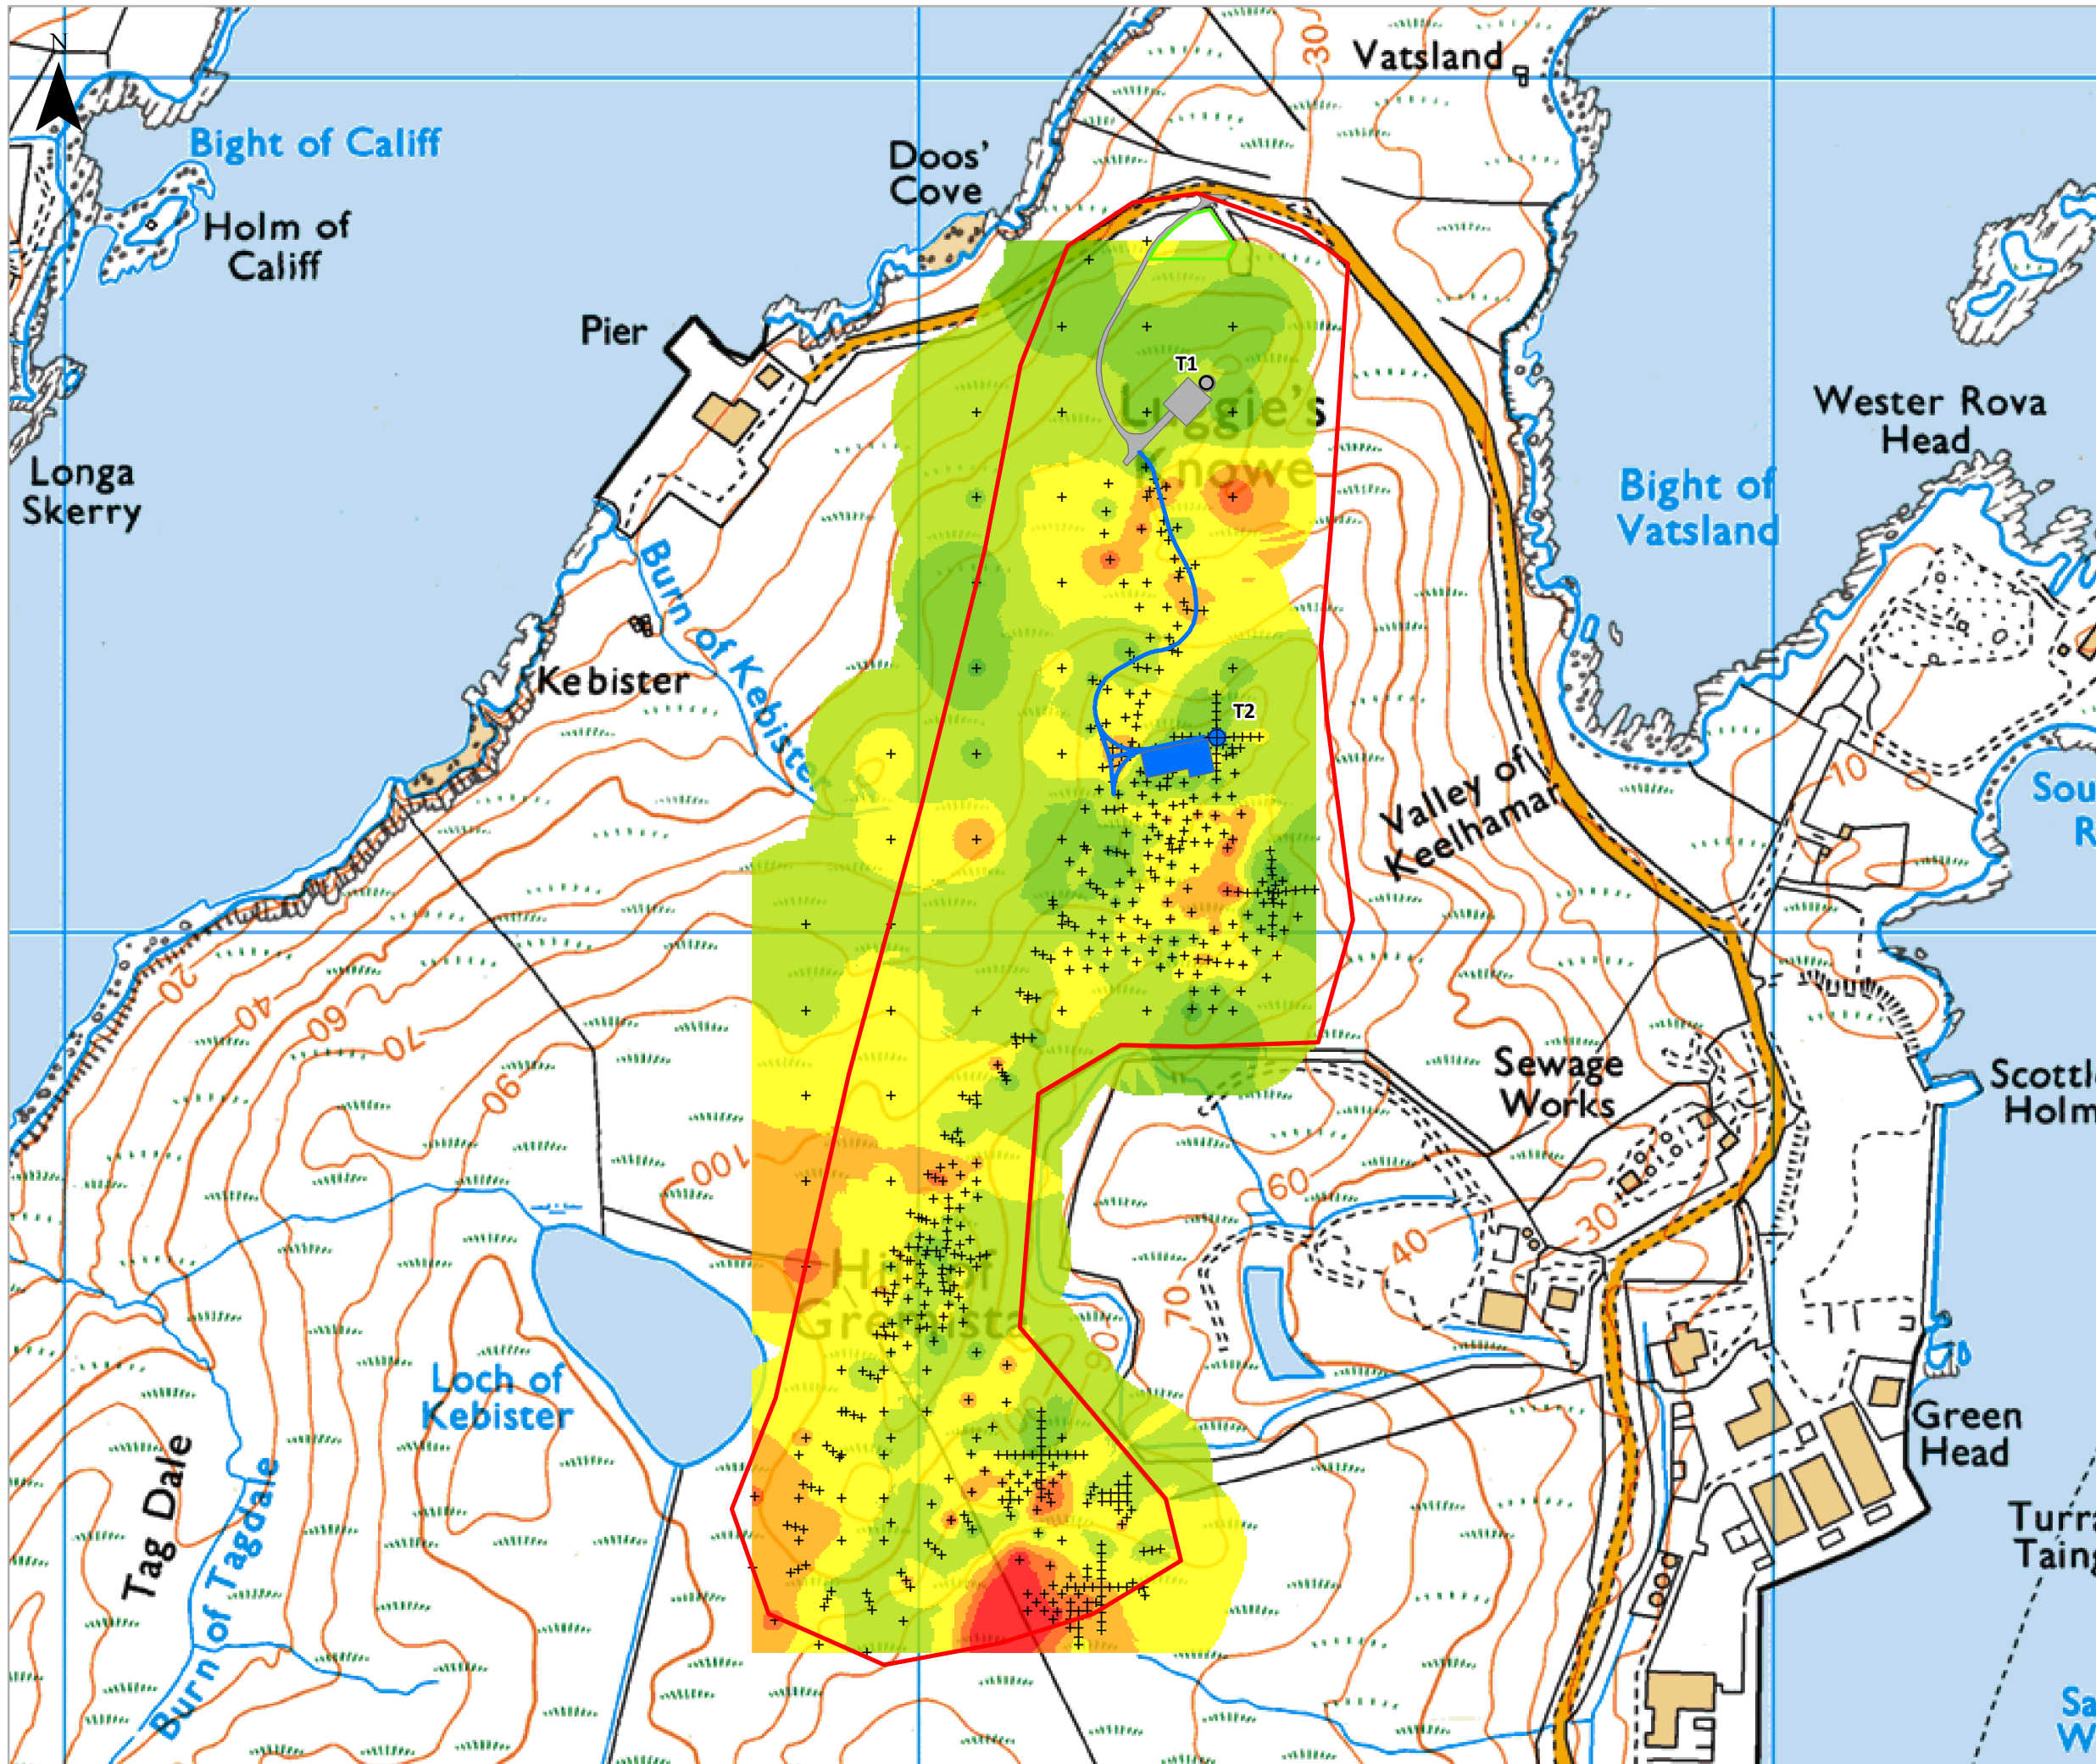 N
30
Vatsland
Bight of Califf
Doos'
Cove
Holm of
Califf
Pier
T1
Luggie's
Knowe
Wester Rova
Head
Longa
Skerry
Bight of
Vatsland
Burn of Kebister
Kebister
T2
Valley of
Keelhamar
10
Sou
R
20
40
60
70
90
Sewage
Works
Scottl
Holm
100
60
30
40
Hill of
Gremista
70
90
Loch of
Kebister
Green
Head
Tag Dale
Burn of Tagdale
Turra
Taing
Sa
W